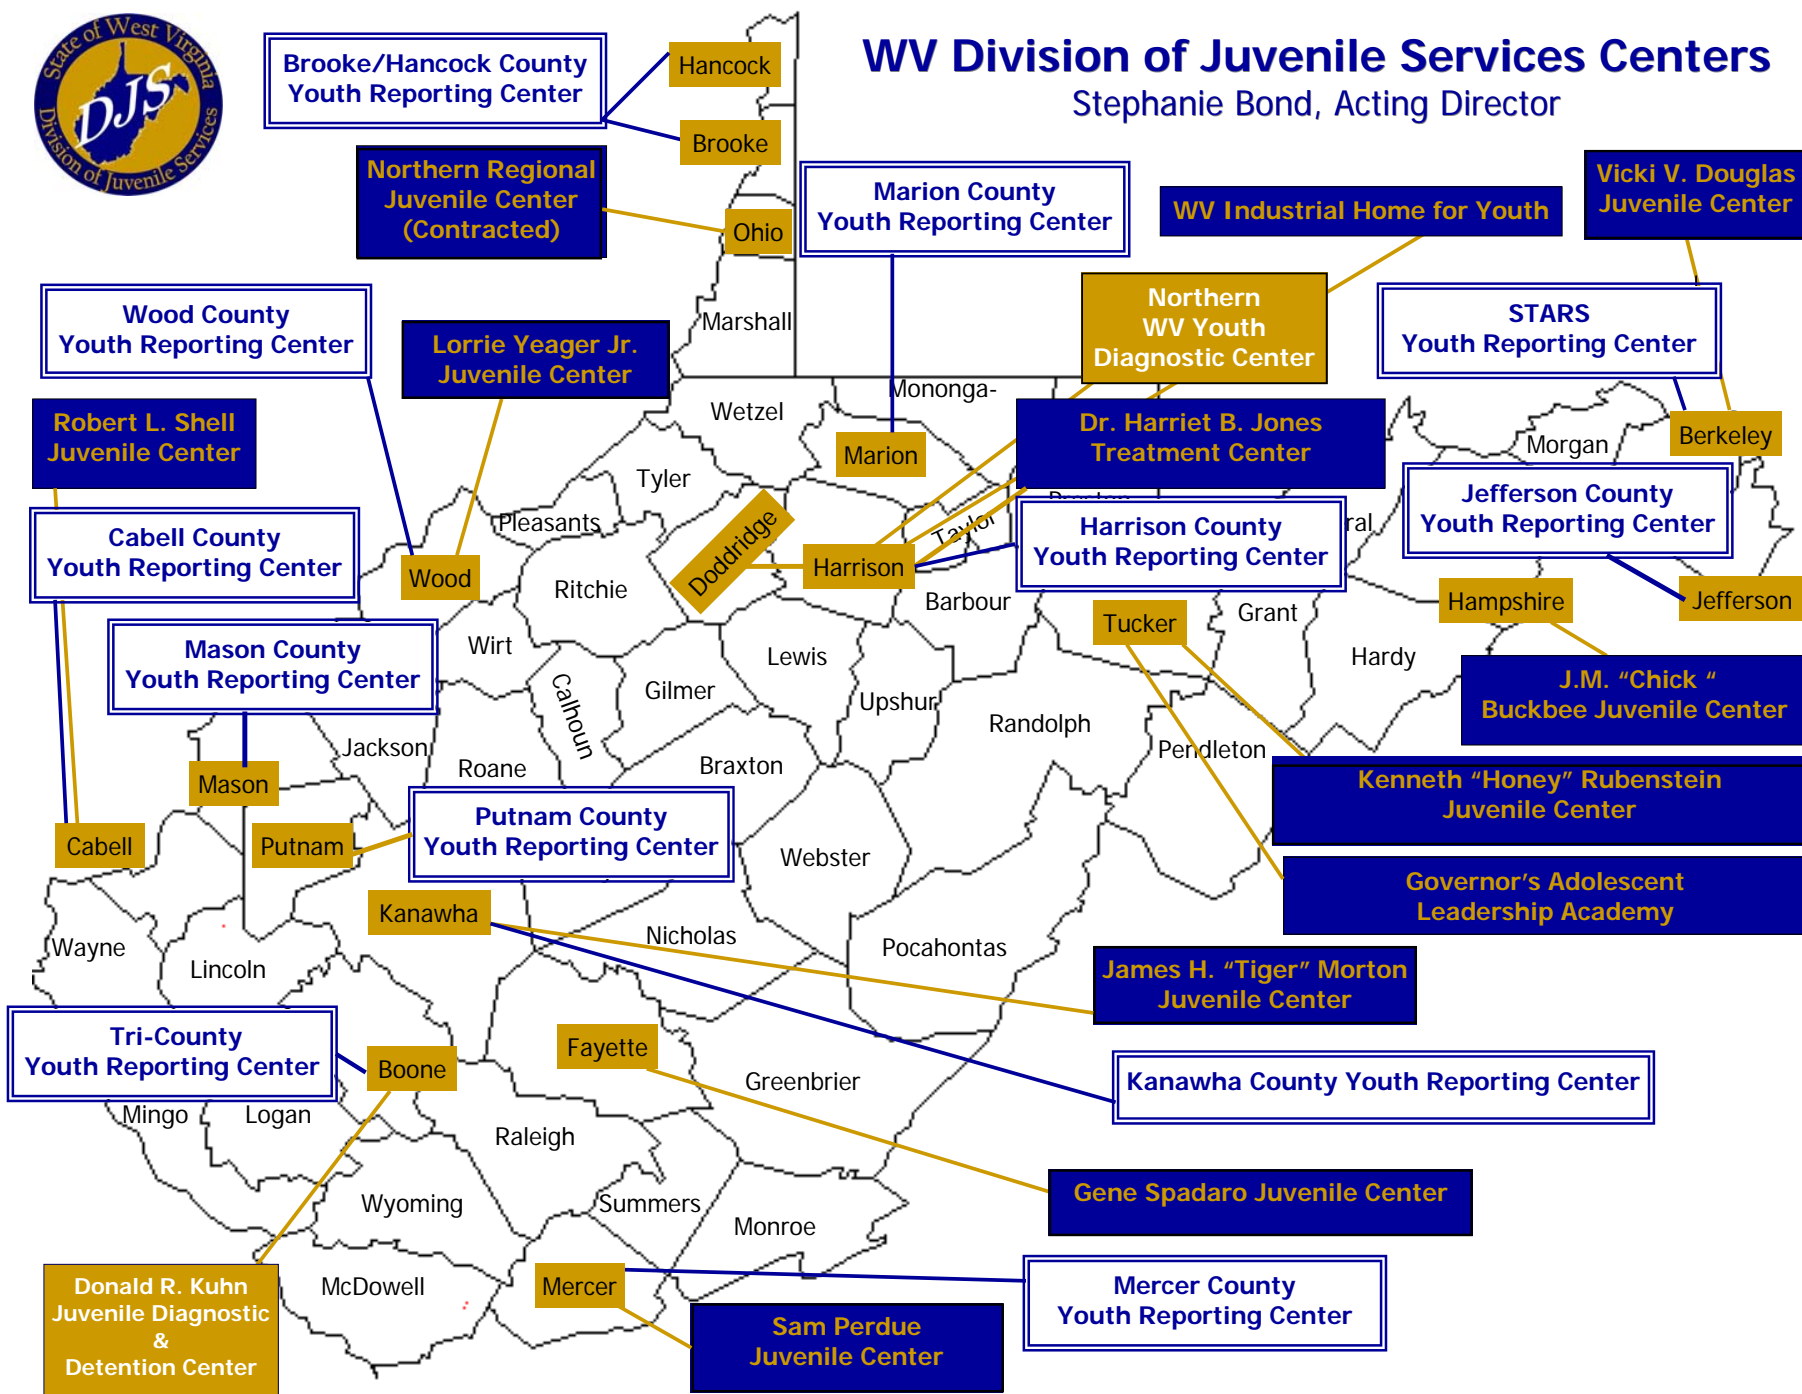 State of West Virginia
DJS
Division of Juvenile Services
WV Division of Juvenile Services Centers
Stephanie Bond, Acting Director
Brooke/Hancock County
Youth Reporting Center
Hancock
Brooke
Northern Regional
Juvenile Center
(Contracted)
Ohio
Marion County
Youth Reporting Center
WV Industrial Home for Youth
Vicki V. Douglas
Juvenile Center
Wood County
Youth Reporting Center
Lorrie Yeager Jr.
Juvenile Center
Marshall
Northern
WV Youth
Diagnostic Center
STARS
Youth Reporting Center
Robert L. Shell
Juvenile Center
Wetzel
Mononga-
Marion
Dr. Harriet B. Jones
Treatment Center
Morgan
Berkeley
Tyler
Pleasants
Cabell County
Youth Reporting Center
Wood
Ritchie
Doddridge
Harrison
Taylor
Harrison County
Youth Reporting Center
ral
Jefferson County
Youth Reporting Center
Barbour
Tucker
Grant
Hampshire
Jefferson
Mason County
Youth Reporting Center
Wirt
Calhoun
Gilmer
Lewis
Upshur
Randolph
Hardy
J.M. “Chick “
Buckbee Juvenile Center
Jackson
Roane
Braxton
Pendleton
Mason
Kenneth “Honey” Rubenstein
Juvenile Center
Cabell
Putnam
Putnam County
Youth Reporting Center
Webster
Governor’s Adolescent
Leadership Academy
Kanawha
Wayne
Lincoln
Nicholas
Pocahontas
James H. “Tiger” Morton
Juvenile Center
Tri-County
Youth Reporting Center
Boone
Fayette
Greenbrier
Kanawha County Youth Reporting Center
Mingo
Logan
Raleigh
Gene Spadaro Juvenile Center
Wyoming
Summers
Monroe
Donald R. Kuhn
Juvenile Diagnostic
&
Detention Center
McDowell
Mercer
Mercer County
Youth Reporting Center
Sam Perdue
Juvenile Center